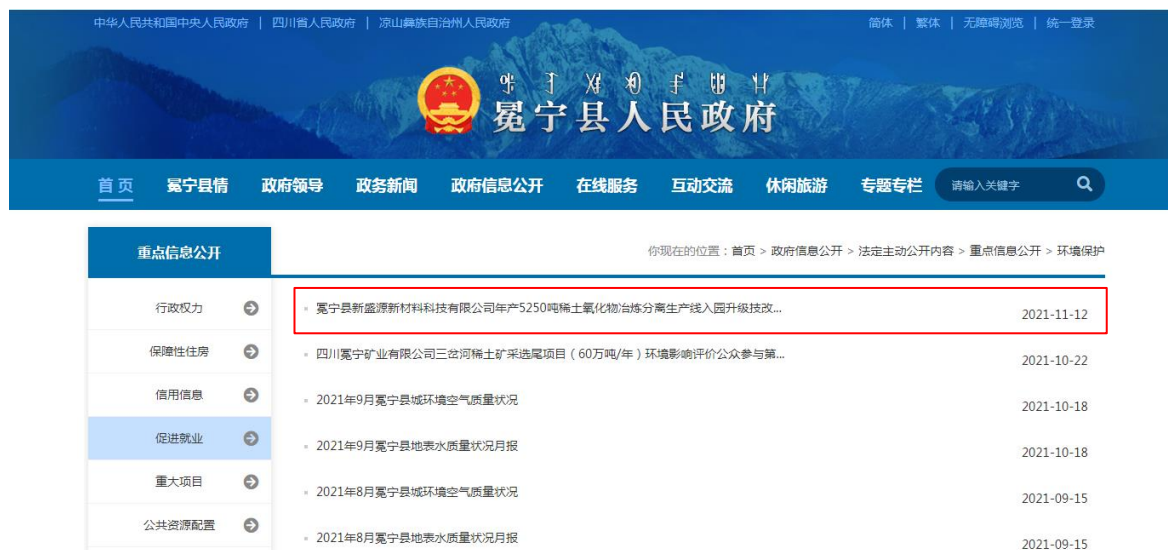 中华人民共和国中央人民政府 | 四川省人民政府 | 凉山彝族自治州人民政府
简体 | 繁体 | 无障碍浏览 | 统一登录
冕宁县人民政府
首页 冕宁县情 政府领导 政务新闻 政府信息公开 在线服务 互动交流 休闲旅游 专题专栏 请输入关键字
重点信息公开
你现在的位置：首页 > 政府信息公开 > 法定主动公开内容 > 重点信息公开 > 环境保护
行政权力
保障性住房
信用信息
促进就业
重大项目
公共资源配置
冕宁县新盛源新材料科技有限公司年产5250吨稀土氧化物冶炼分离生产线入园升级技改... 2021-11-12
四川冕宁矿业有限公司三岔河稀土矿采选尾项目（60万吨/年）环境影响评价公众参与第... 2021-10-22
2021年9月冕宁县城环境空气质量状况 2021-10-18
2021年9月冕宁县地表水质量状况月报 2021-10-18
2021年8月冕宁县城环境空气质量状况 2021-09-15
2021年8月冕宁县地表水质量状况月报 2021-09-15